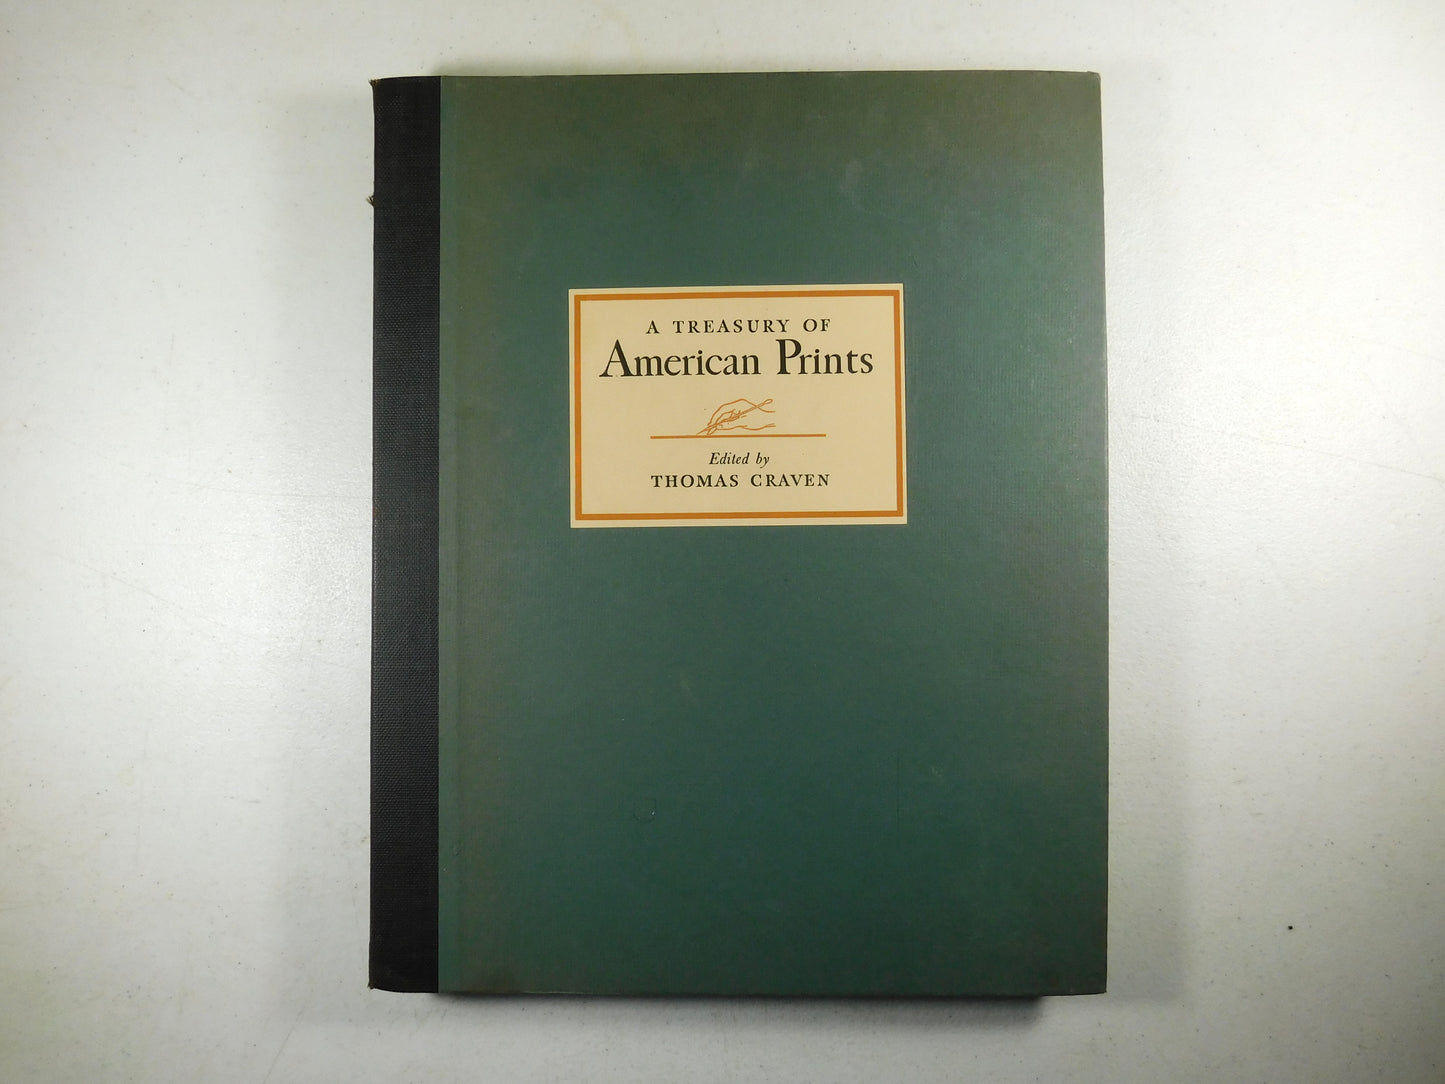 A TREASURY OF
American Prints
Edited by
THOMAS CRAVEN